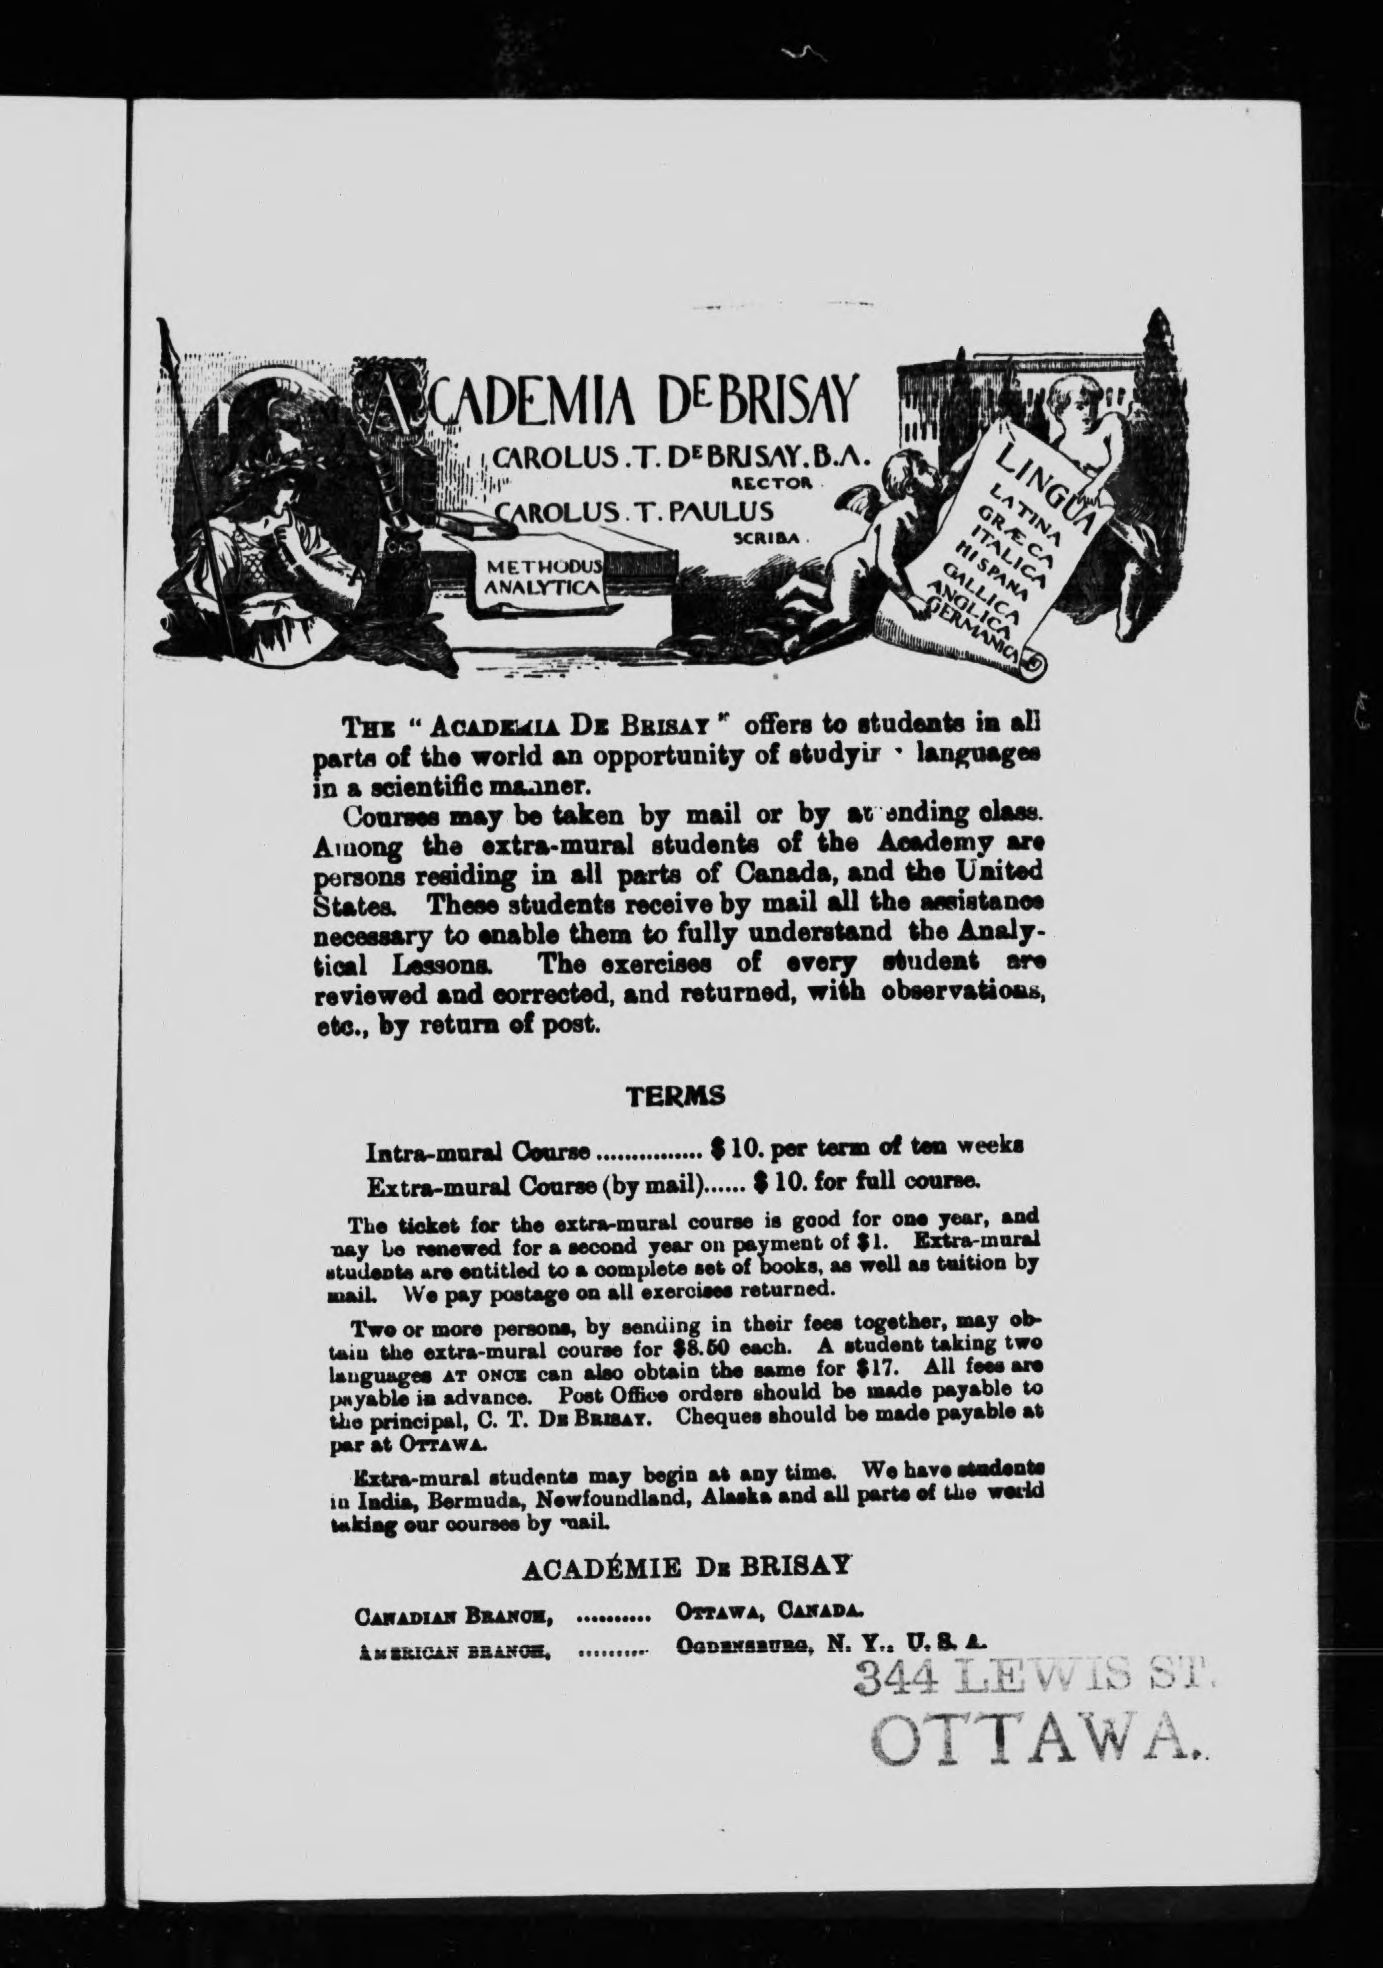 ACADEMIA DE BRISAY
CAROLUS.T. DE BRISAY.B.A.
RECTOR.
CAROLUS.T.PAULUS
SCRIBA.
METHODUS
ANALYTICA
LINGUA
LATINA
GRÆCA
ITALICA
HISPANA
GALLICA
ANGLICA
GERMANICA
THE "ACADEMIA DE BRISAY" offers to students in all
parts of the world an opportunity of studying languages
in a scientific manner.
Courses may be taken by mail or by attending class.
Among the extra-mural students of the Academy are
persons residing in all parts of Canada, and the United
States. These students receive by mail all the assistance
necessary to enable them to fully understand the Analy-
tical Lessons. The exercises of every student are
reviewed and corrected, and returned, with observations,
etc., by return of post.
TERMS
Intra-mural Course............... $10. per term of ten weeks
Extra-mural Course (by mail)...... $10. for full course.
The ticket for the extra-mural course is good for one year, and
may be renewed for a second year on payment of $1. Extra-mural
students are entitled to a complete set of books, as well as tuition by
mail. We pay postage on all exercises returned.
Two or more persons, by sending in their fees together, may ob-
tain the extra-mural course for $8.50 each. A student taking two
languages AT ONCE can also obtain the same for $17. All fees are
payable in advance. Post Office orders should be made payable to
the principal, C. T. DE BRISAY. Cheques should be made payable at
par at OTTAWA.
Extra-mural students may begin at any time. We have students
in India, Bermuda, Newfoundland, Alaska and all parts of the world
taking our courses by mail.
ACADÉMIE DE BRISAY
CANADIAN BRANCH, .......... OTTAWA, CANADA.
AMERICAN BRANCH, .......... OGDENSBURG, N. Y., U. S. A.
344 LEWIS ST.
OTTAWA.